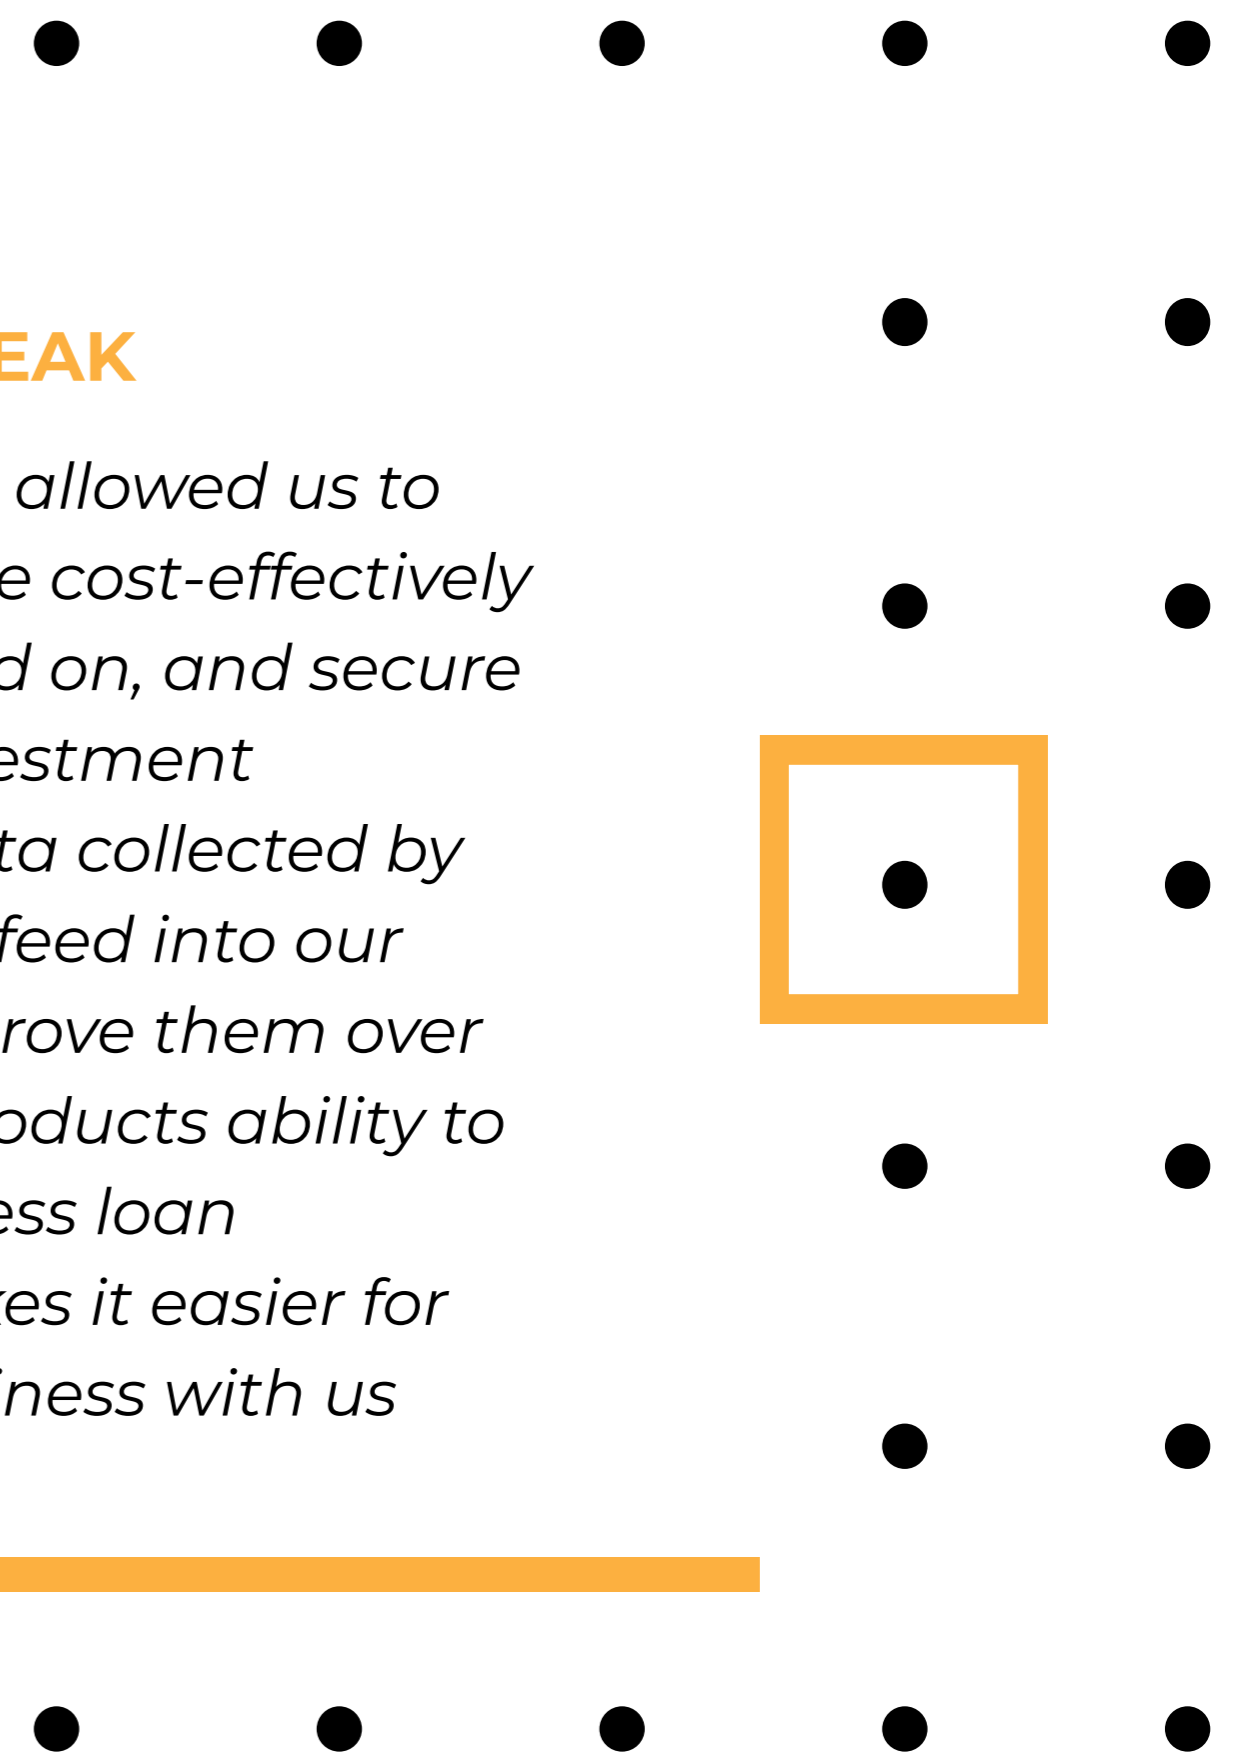 EAK
allowed us to
e cost-effectively
d on, and secure
estment
ta collected by
feed into our
rove them over
oducts ability to
ess loan
es it easier for
iness with us